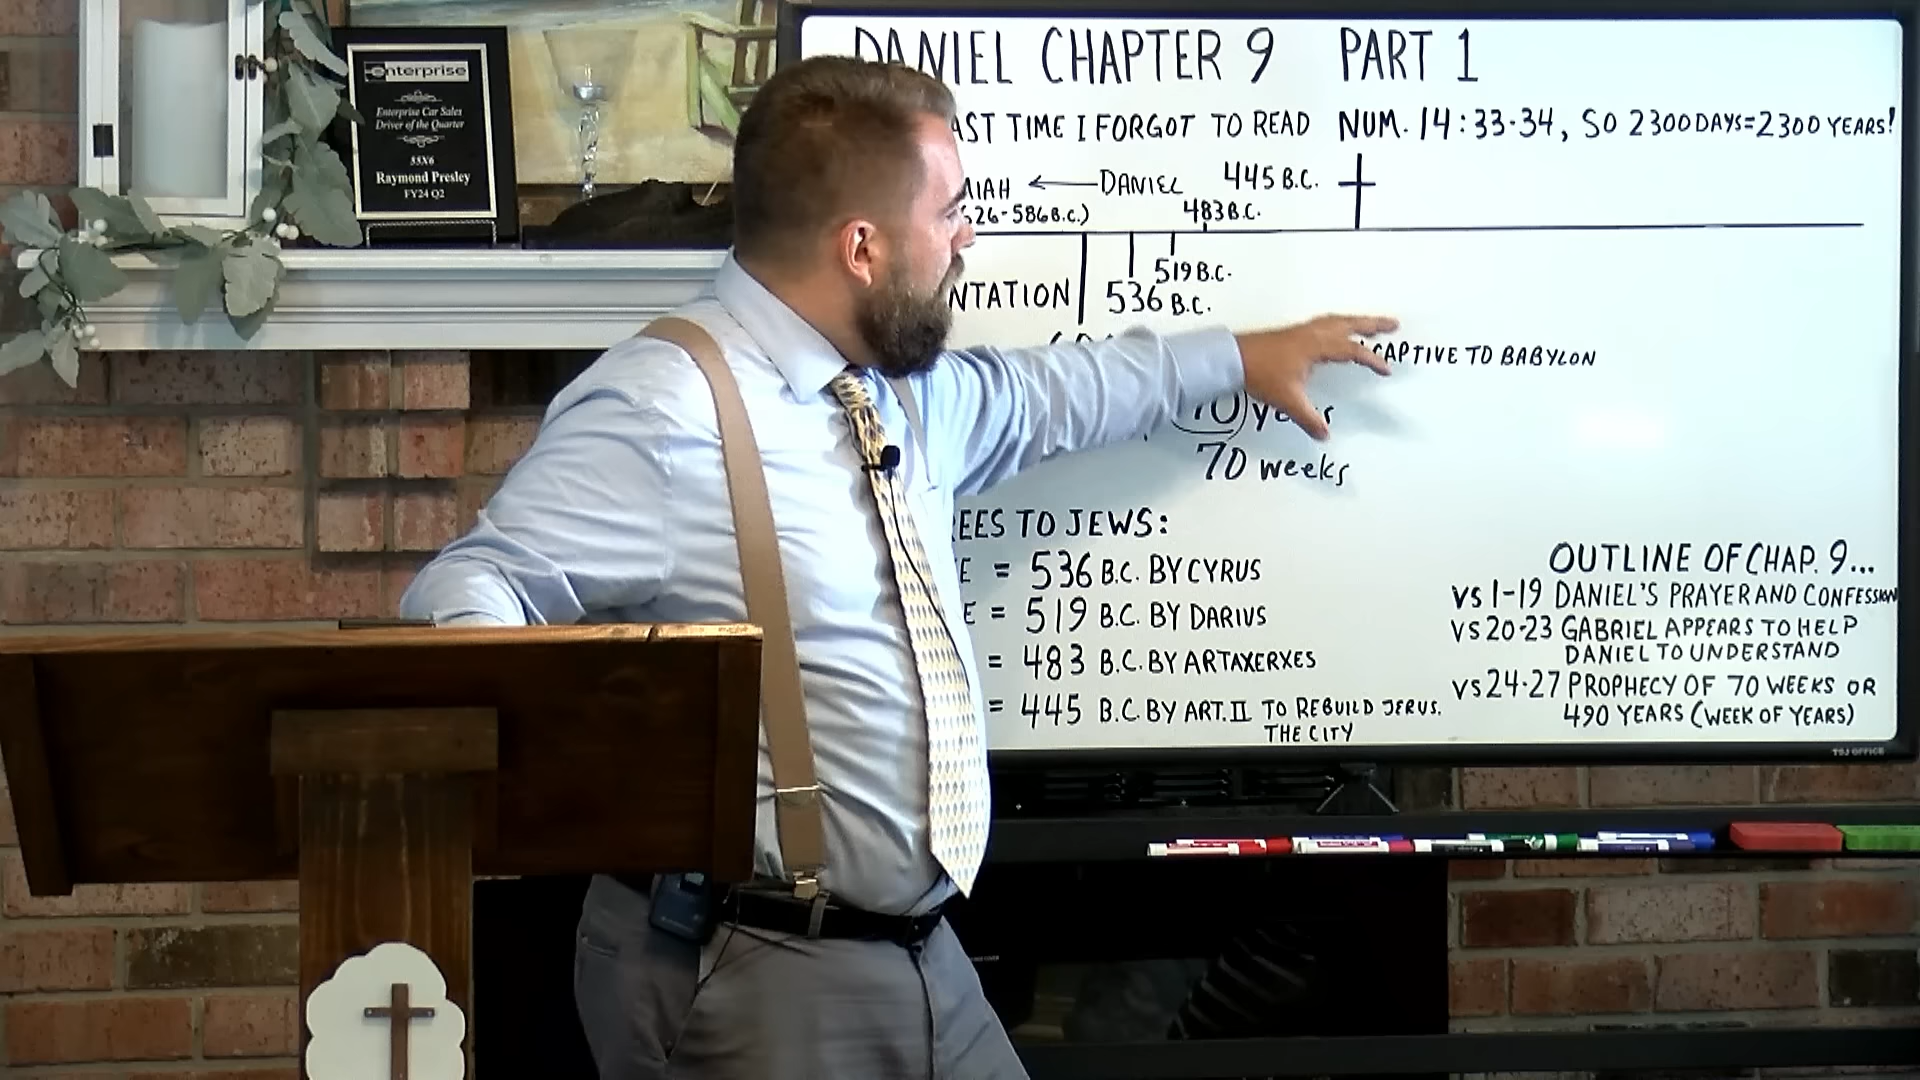 enterprise
Enterprise Car Sales
Driver of the Quarter
55X6
Raymond Presley
FY24 Q2
DANIEL CHAPTER 9 PART 1
AST TIME I FORGOT TO READ NUM. 14:33-34, SO 2300 DAYS=2300 YEARS!
MIAH ← DANIEL 445 B.C.
626-586 B.C.) 483 B.C.
519 B.C.
NTATION 536 B.C.
CAPTIVE TO BABYLON
70 years
70 weeks
REES TO JEWS:
E = 536 B.C. BY CYRUS
E = 519 B.C. BY DARIUS
= 483 B.C. BY ARTAXERXES
= 445 B.C. BY ART. II TO REBUILD JERUS.
THE CITY
OUTLINE OF CHAP. 9...
VS 1-19 DANIEL'S PRAYER AND CONFESSION
VS 20-23 GABRIEL APPEARS TO HELP
DANIEL TO UNDERSTAND
VS 24-27 PROPHECY OF 70 WEEKS OR
490 YEARS (WEEK OF YEARS)
TSJ OFFICE